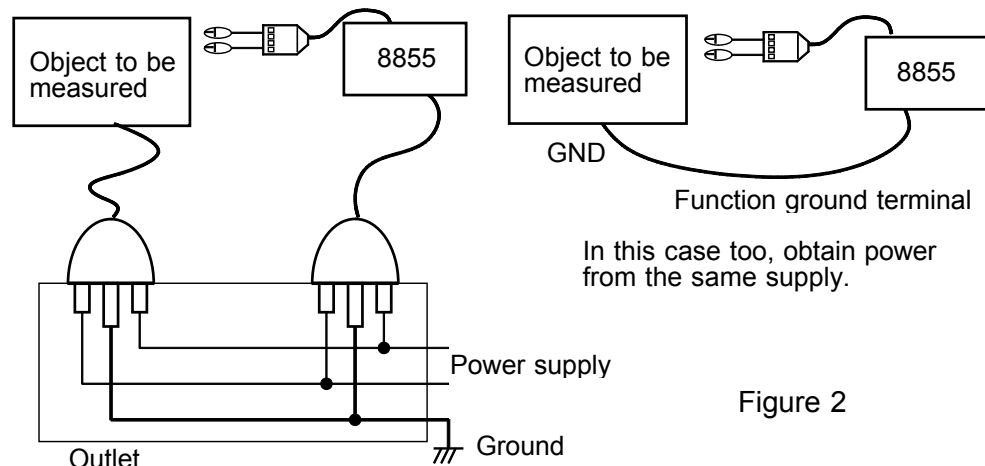 Object to be
measured
8855
Power supply
Ground
Outlet
Object to be
measured
8855
GND
Function ground terminal
In this case too, obtain power
from the same supply.
Figure 2